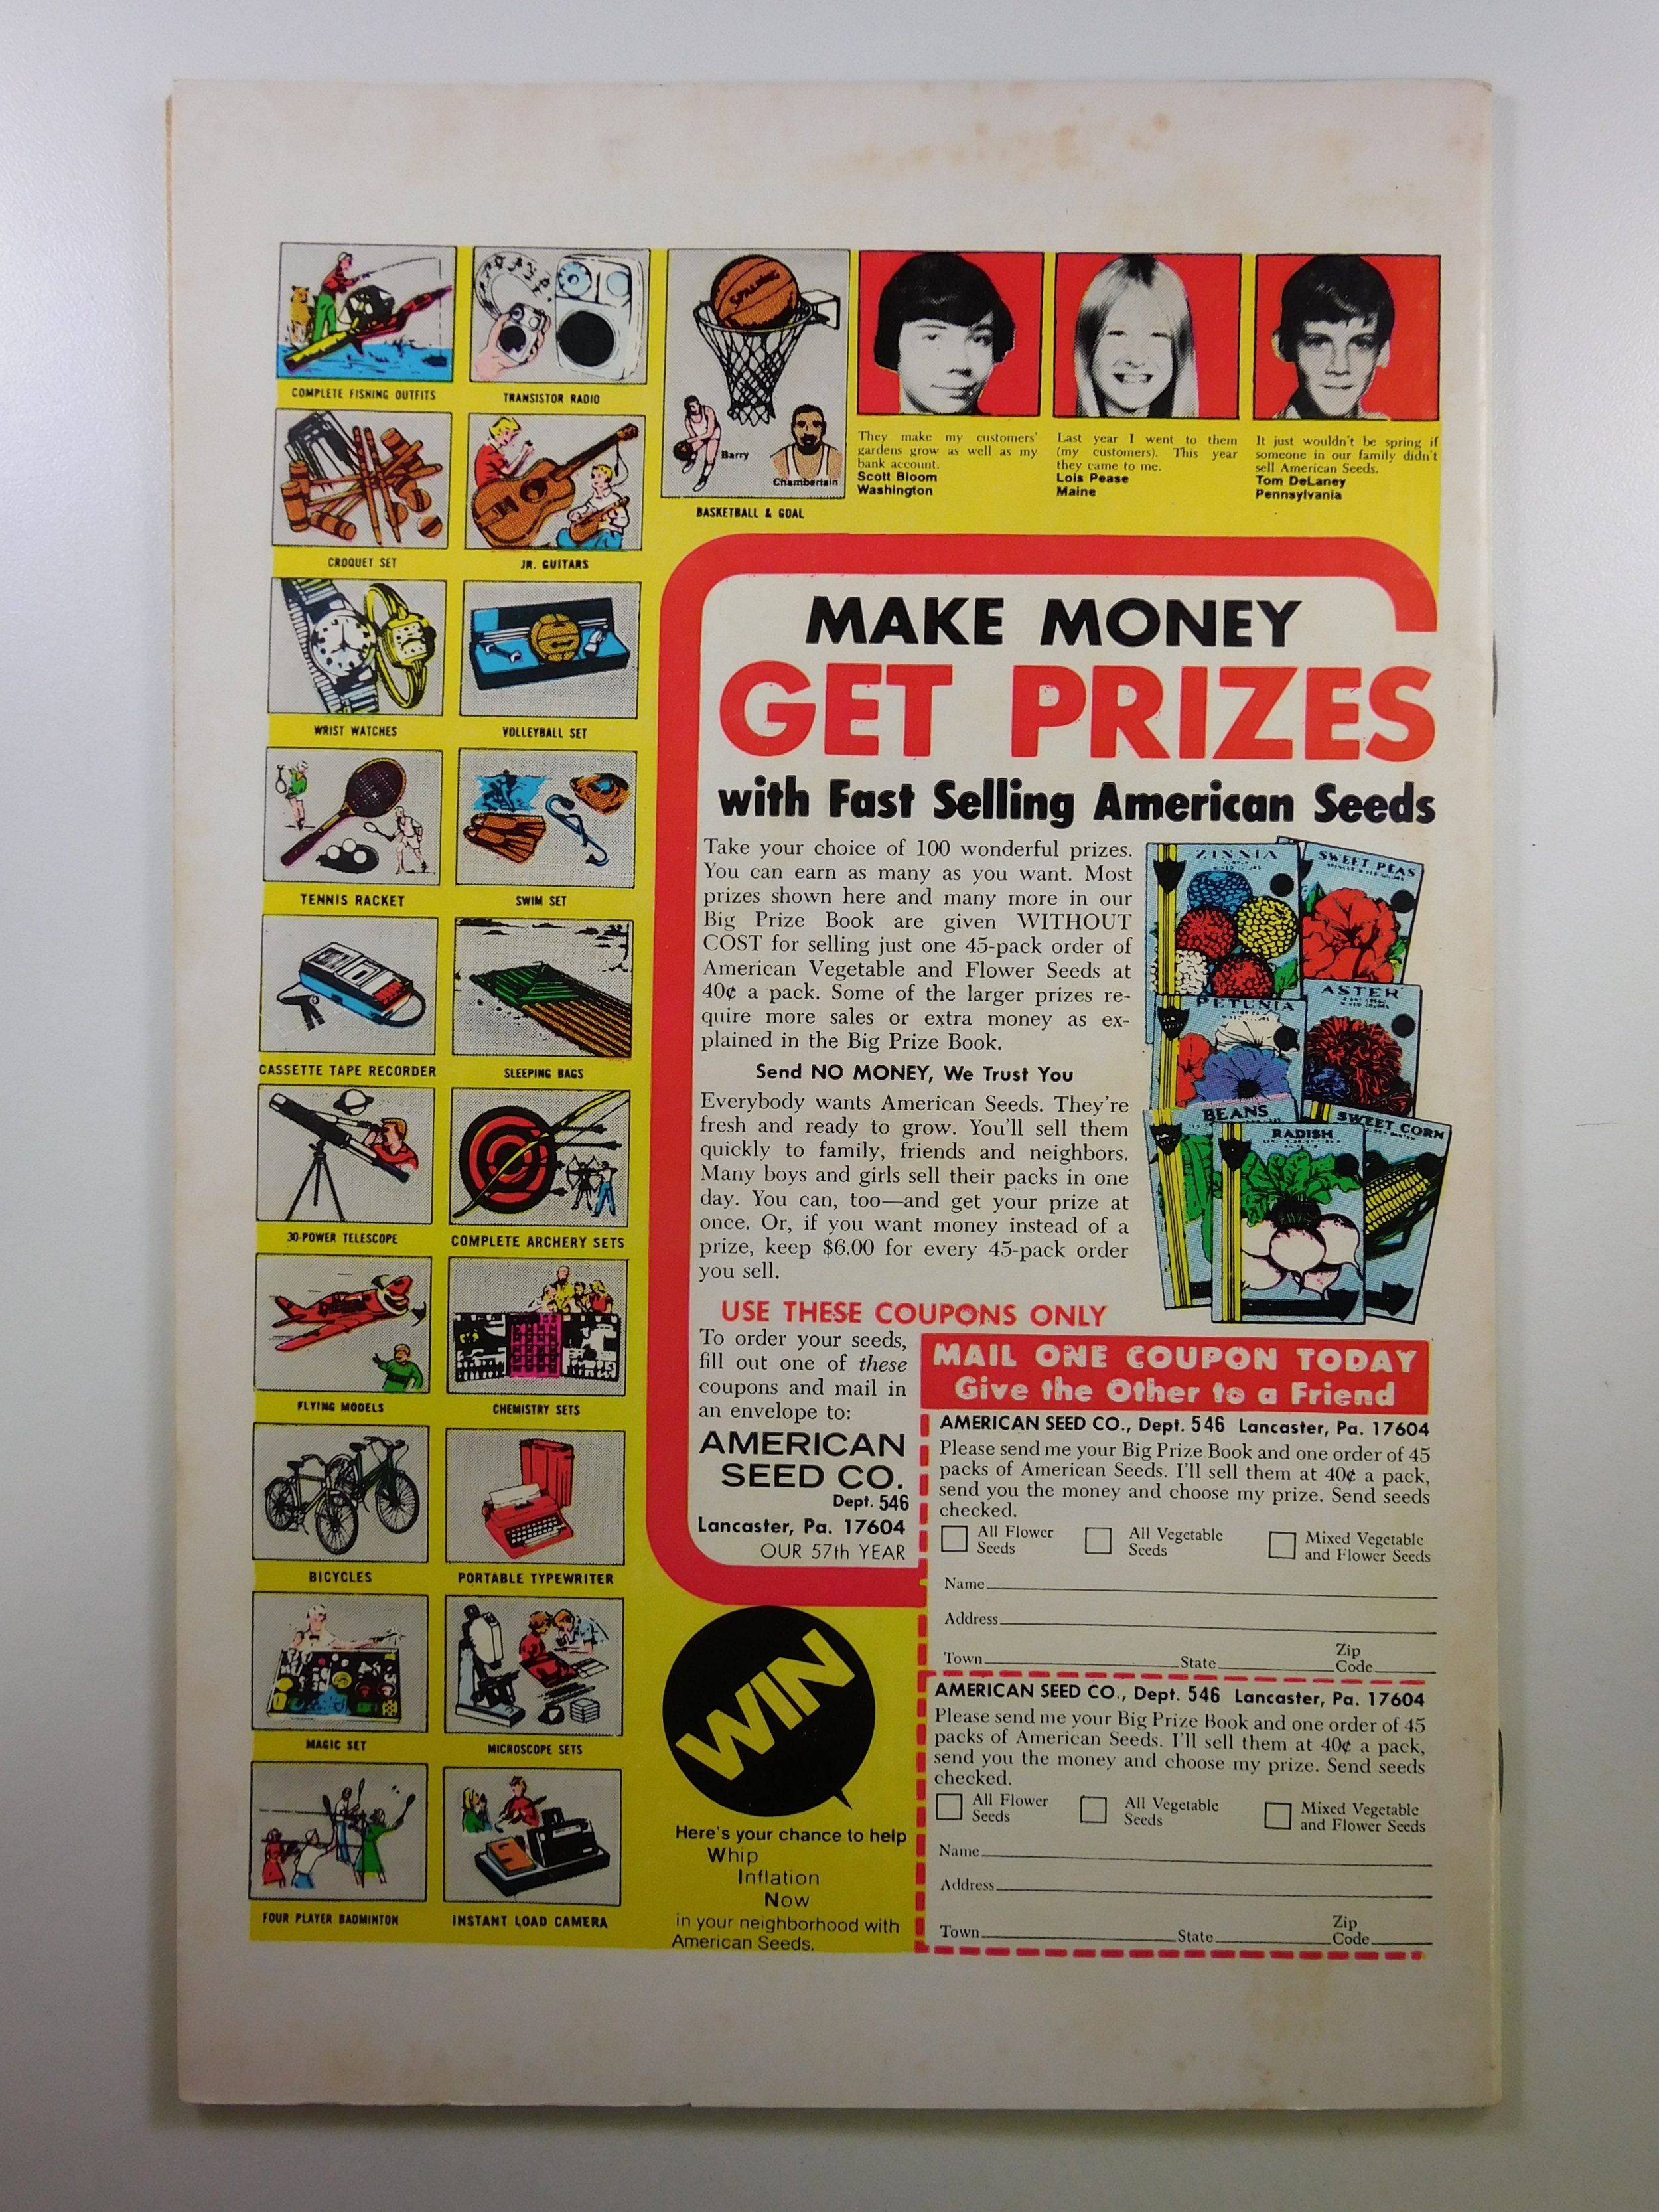 COMPLETE FISHING OUTFITS
TRANSISTOR RADIO
CROQUET SET
JR. GUITARS
WRIST WATCHES
VOLLEYBALL SET
TENNIS RACKET
SWIM SET
CASSETTE TAPE RECORDER
SLEEPING BAGS
30-POWER TELESCOPE
COMPLETE ARCHERY SETS
FLYING MODELS
CHEMISTRY SETS
BICYCLES
PORTABLE TYPEWRITER
MAGIC SET
MICROSCOPE SETS
FOUR PLAYER BADMINTON
INSTANT LOAD CAMERA
SPALDING
Barry
Chamberlain
BASKETBALL & GOAL
They make my customers'
gardens grow as well as my
bank account.
Scott Bloom
Washington
Last year I went to them
(my customers). This year
they came to me.
Lois Pease
Maine
It just wouldn't be spring if
someone in our family didn't
sell American Seeds.
Tom DeLaney
Pennsylvania
MAKE MONEY
GET PRIZES
with Fast Selling American Seeds
Take your choice of 100 wonderful prizes.
You can earn as many as you want. Most
prizes shown here and many more in our
Big Prize Book are given WITHOUT
COST for selling just one 45-pack order of
American Vegetable and Flower Seeds at
40¢ a pack. Some of the larger prizes re-
quire more sales or extra money as ex-
plained in the Big Prize Book.
Send NO MONEY, We Trust You
Everybody wants American Seeds. They're
fresh and ready to grow. You'll sell them
quickly to family, friends and neighbors.
Many boys and girls sell their packs in one
day. You can, too—and get your prize at
once. Or, if you want money instead of a
prize, keep $6.00 for every 45-pack order
you sell.
ZINNIA
SWEET PEAS
PETUNIA
ASTER
BEANS
SWEET CORN
RADISH
USE THESE COUPONS ONLY
To order your seeds,
fill out one of these
coupons and mail in
an envelope to:
AMERICAN
SEED CO.
Dept. 546
Lancaster, Pa. 17604
OUR 57th YEAR
MAIL ONE COUPON TODAY
Give the Other to a Friend
AMERICAN SEED CO., Dept. 546 Lancaster, Pa. 17604
Please send me your Big Prize Book and one order of 45
packs of American Seeds. I'll sell them at 40¢ a pack,
send you the money and choose my prize. Send seeds
checked.
All Flower Seeds All Vegetable Seeds Mixed Vegetable and Flower Seeds
Name
Address
Town State Zip Code
AMERICAN SEED CO., Dept. 546 Lancaster, Pa. 17604
Please send me your Big Prize Book and one order of 45
packs of American Seeds. I'll sell them at 40¢ a pack,
send you the money and choose my prize. Send seeds
checked.
All Flower Seeds All Vegetable Seeds Mixed Vegetable and Flower Seeds
Name
Address
Town State Zip Code
WIN
Here's your chance to help
Whip
Inflation
Now
in your neighborhood with
American Seeds.